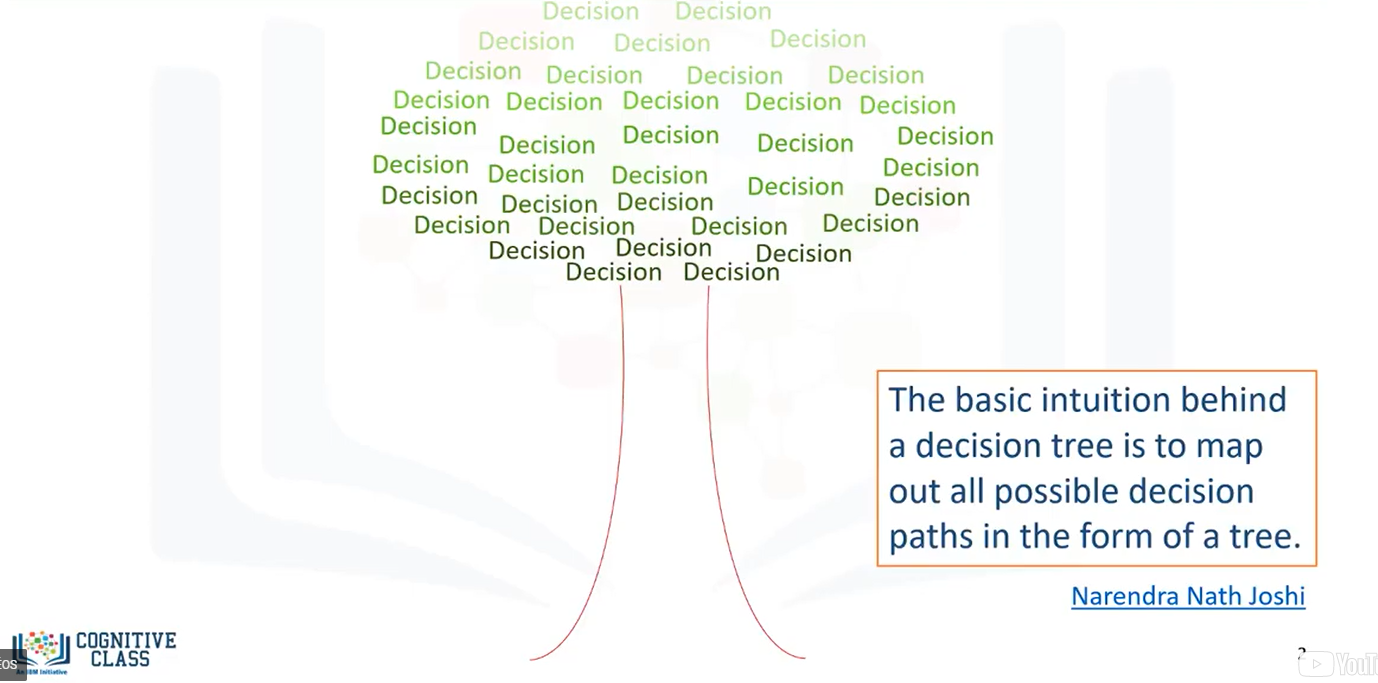 Decision Decision
Decision Decision Decision
Decision Decision Decision Decision
Decision Decision Decision Decision Decision
Decision Decision Decision Decision Decision
Decision Decision Decision Decision Decision
Decision Decision Decision Decision
Decision Decision Decision Decision
Decision Decision Decision
Decision Decision
The basic intuition behind
a decision tree is to map
out all possible decision
paths in the form of a tree.
Narendra Nath Joshi
COGNITIVE
CLASS
An IBM Initiative
2